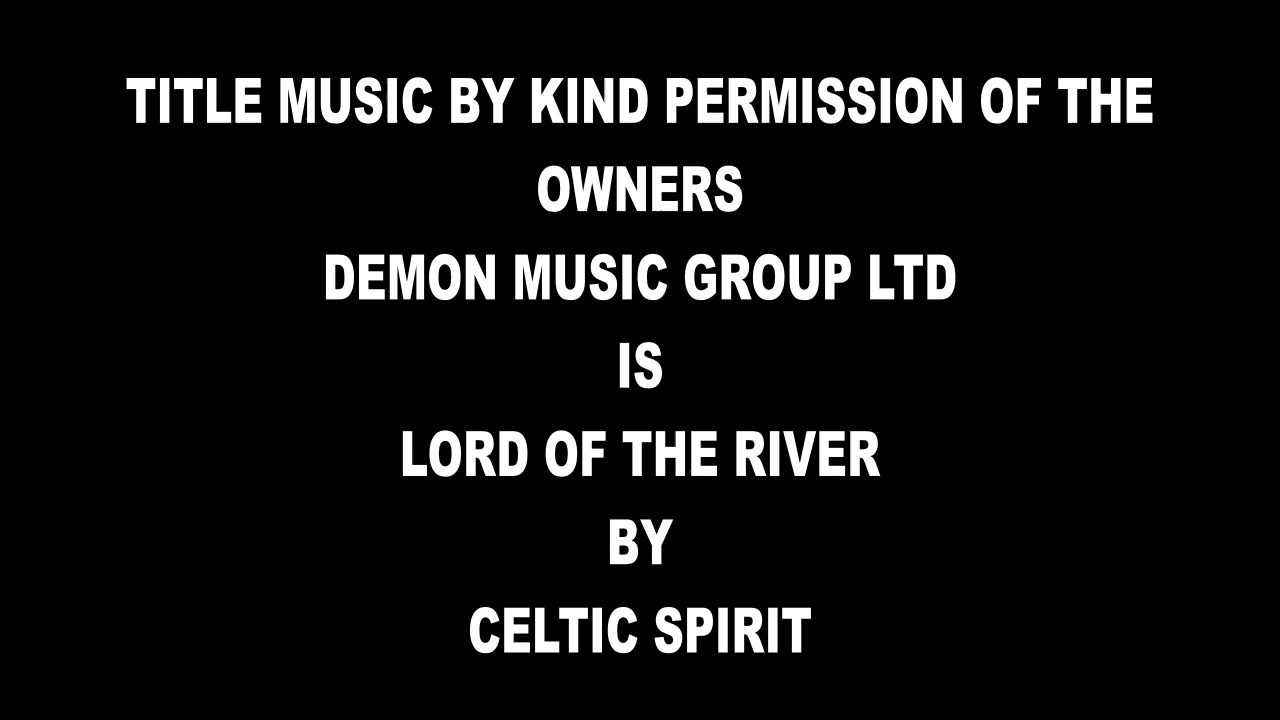 TITLE MUSIC BY KIND PERMISSION OF THE
OWNERS
DEMON MUSIC GROUP LTD
IS
LORD OF THE RIVER
BY
CELTIC SPIRIT